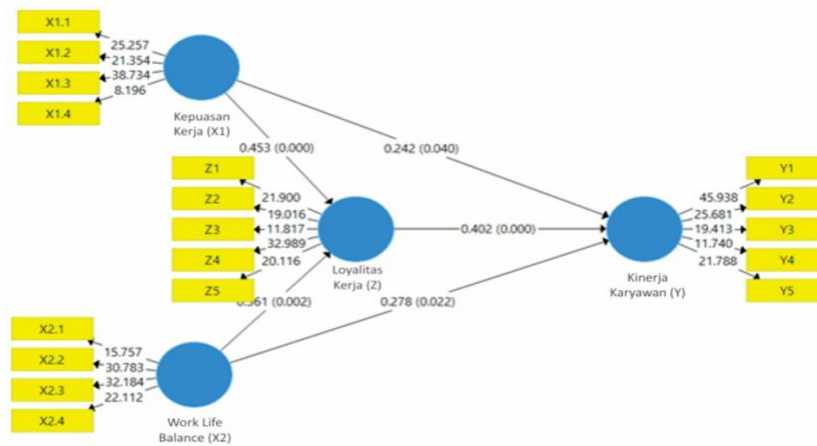 X1.1
X1.2
X1.3
X1.4
25.257
21.354
38.734
8.196
Kepuasan
Kerja (X1)
0.453 (0.000)
0.242 (0.040)
Z1
Z2
Z3
Z4
Z5
21.900
19.016
11.817
32.989
20.116
Loyalitas
Kerja (Z)
0.402 (0.000)
45.938
25.681
19.413
11.740
21.788
Y1
Y2
Y3
Y4
Y5
Kinerja
Karyawan (Y)
(0.002)
0.278 (0.022)
X2.1
X2.2
X2.3
X2.4
15.757
30.783
32.184
22.112
Work Life
Balance (X2)